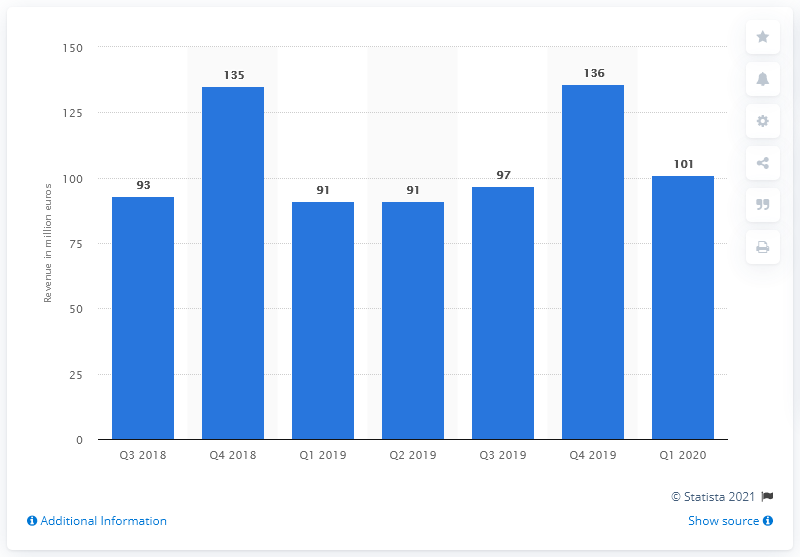 150
125
100
75
50
25
0
Revenue in million euros
93
135
91
91
97
136
101
Q3 2018
Q4 2018
Q1 2019
Q2 2019
Q3 2019
Q4 2019
Q1 2020
© Statista 2021
Additional Information
Show source